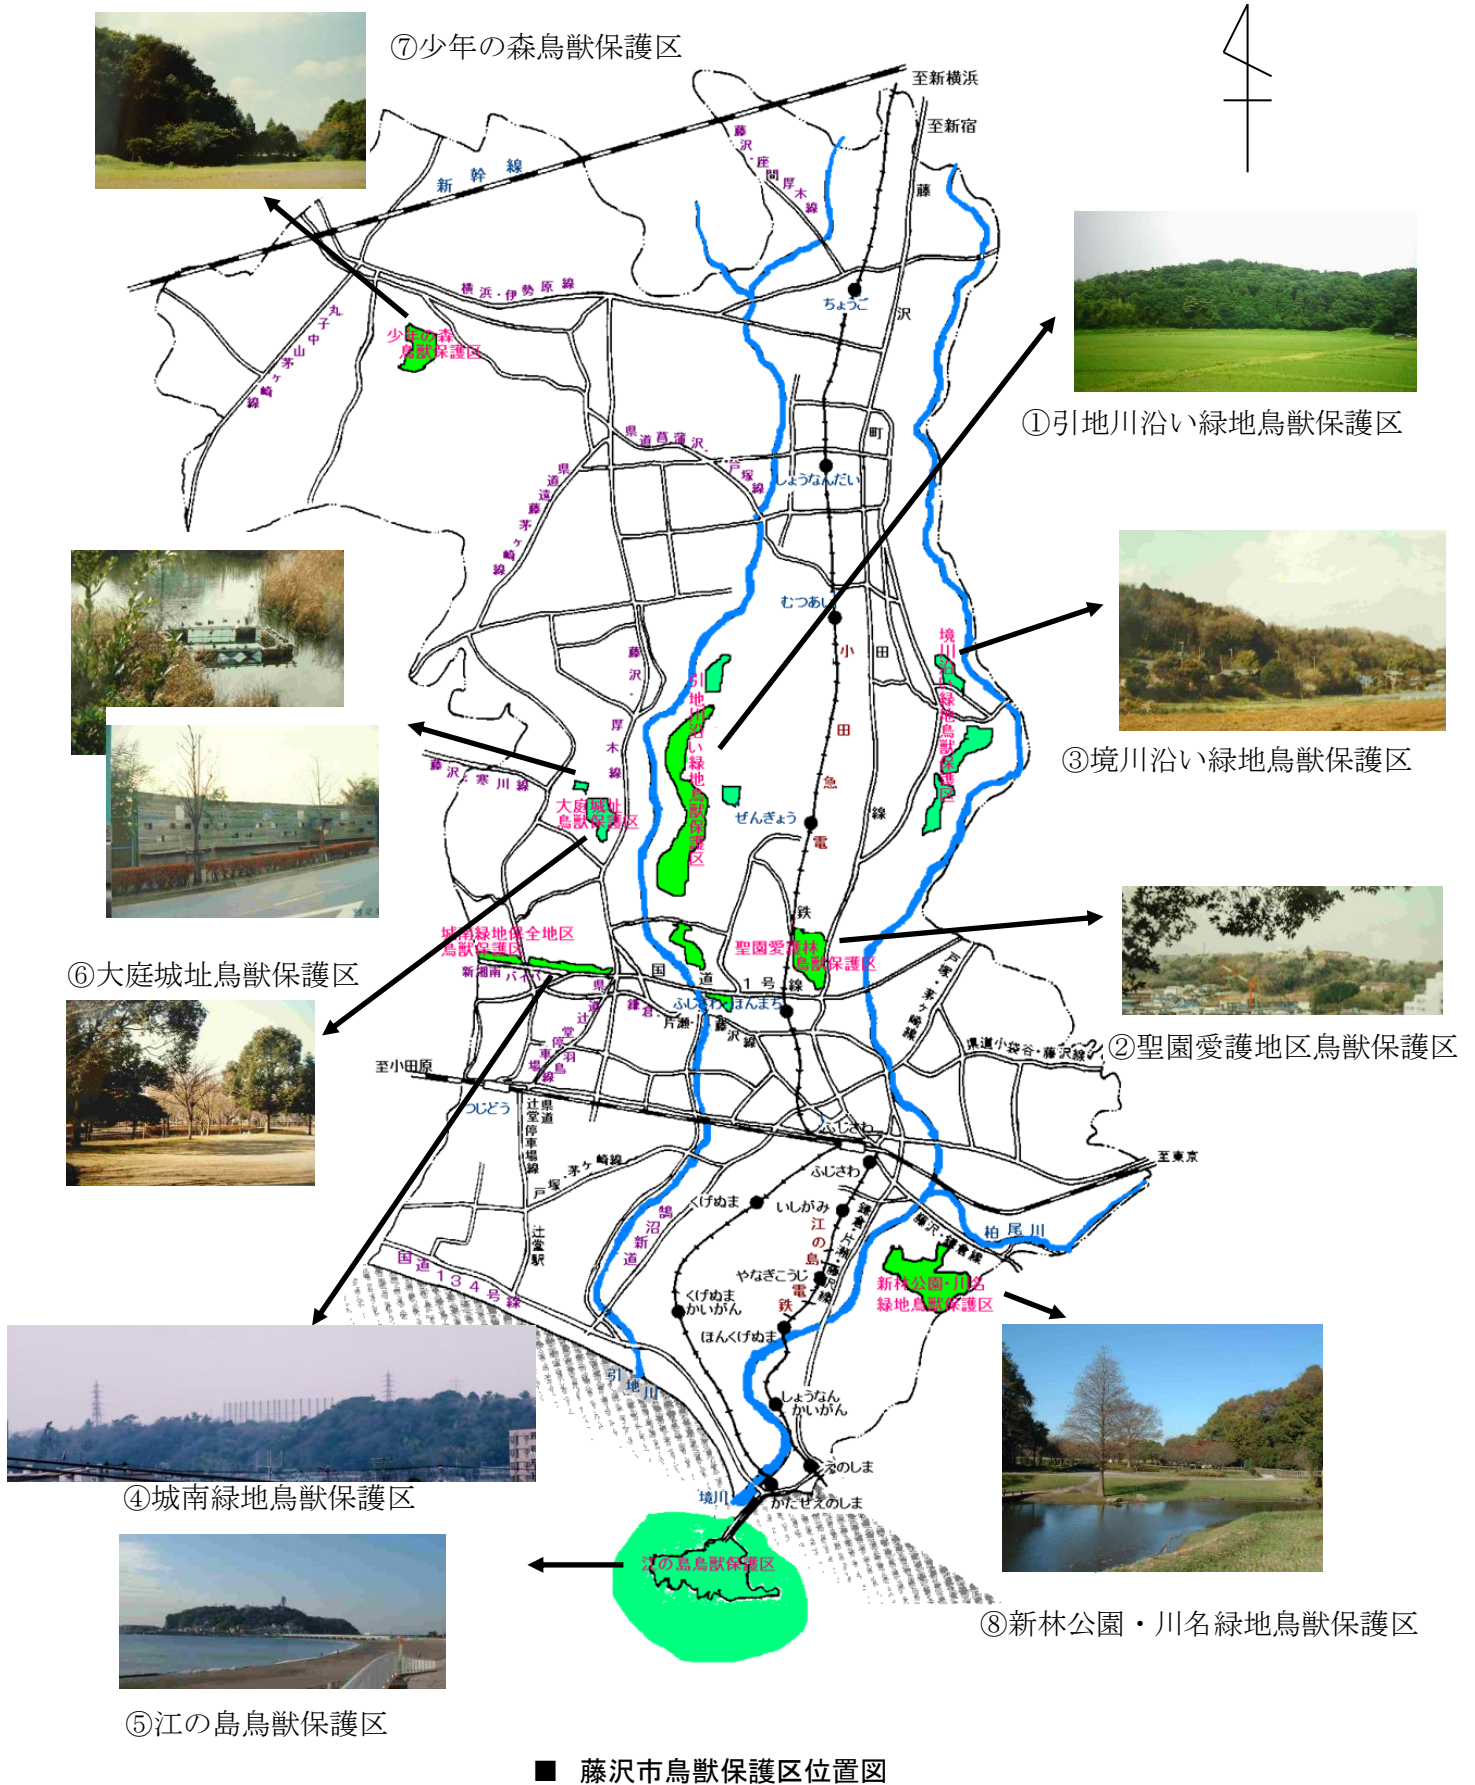 ⑦少年の森鳥獣保護区
至新横浜
至新宿
新幹線
藤沢・座間厚木線
藤
沢
町
田
線
横浜・伊勢原線
ちょうご
丸子中山茅ヶ崎線
少年の森
鳥獣保護区
①引地川沿い緑地鳥獣保護区
県道菖蒲沢・戸塚線
しょうなんだい
県道遠藤茅ヶ崎線
むつあい
小
田
急
電
鉄
境川沿い緑地鳥獣保護区
引地川沿い緑地鳥獣保護区
藤沢・厚木線
③境川沿い緑地鳥獣保護区
藤沢・寒川線
大庭城址
鳥獣保護区
ぜんぎょう
城南緑地保全地区
鳥獣保護区
聖園愛護林
鳥獣保護区
⑥大庭城址鳥獣保護区
新湘南バイパス
国道1号線
ふじさわほんまち
鎌倉・
片瀬・藤沢線
戸塚・茅ヶ崎線
県道小袋谷・藤沢線
②聖園愛護地区鳥獣保護区
至小田原
県道辻堂停車場羽鳥線
つじどう
県道
辻堂停車場線
辻堂駅
戸塚・茅ヶ崎線
ふじさわ
ふじさわ
至東京
くげぬま
いしがみ
江の島
電
鉄
鵠沼新道
鎌倉・片瀬・藤沢線
藤沢・鎌倉線
柏尾川
国道134号線
やなぎこうじ
くげぬま
かいがん
新林公園・川名
緑地鳥獣保護区
ほんくげぬま
引地川
しょうなん
かいがん
えのしま
境川
かたせえのしま
④城南緑地鳥獣保護区
江の島鳥獣保護区
⑧新林公園・川名緑地鳥獣保護区
⑤江の島鳥獣保護区
■ 藤沢市鳥獣保護区位置図